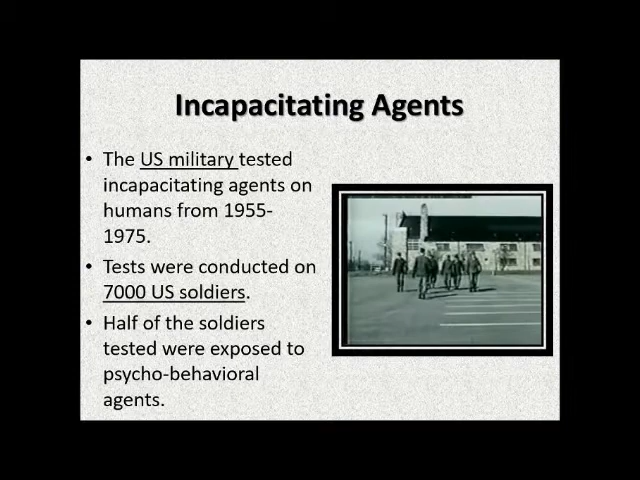 Incapacitating Agents
• The US military tested
incapacitating agents on
humans from 1955-
1975.
• Tests were conducted on
7000 US soldiers.
• Half of the soldiers
tested were exposed to
psycho-behavioral
agents.